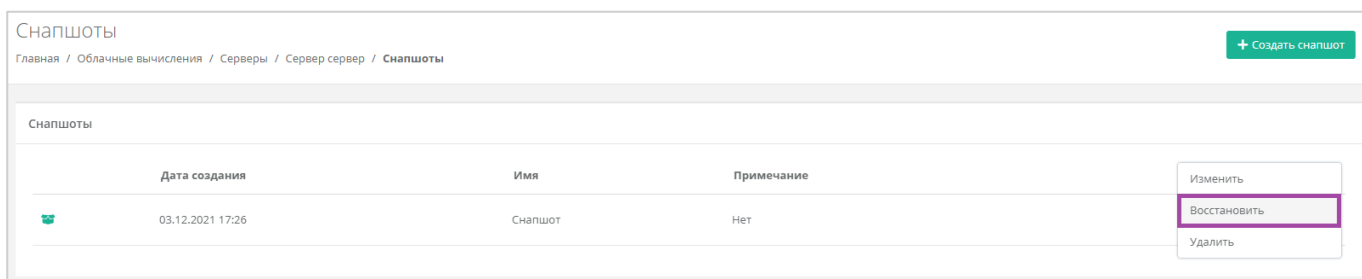 Снапшоты
Главная / Облачные вычисления / Серверы / Сервер сервер / Снапшоты
+ Создать снапшот
Снапшоты
Дата создания Имя Примечание
03.12.2021 17:26 Снапшот Нет
Изменить
Восстановить
Удалить